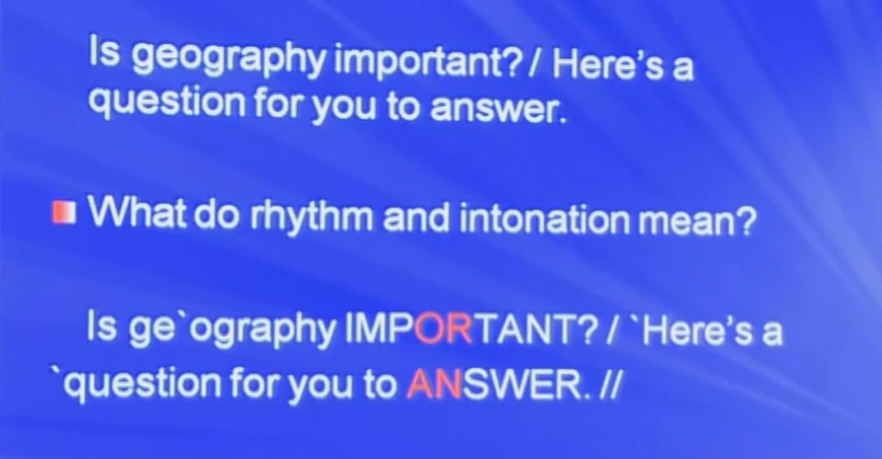 Is geography important? / Here's a
question for you to answer.
What do rhythm and intonation mean?
Is ge`ography IMPORTANT? / `Here's a
`question for you to ANSWER. //